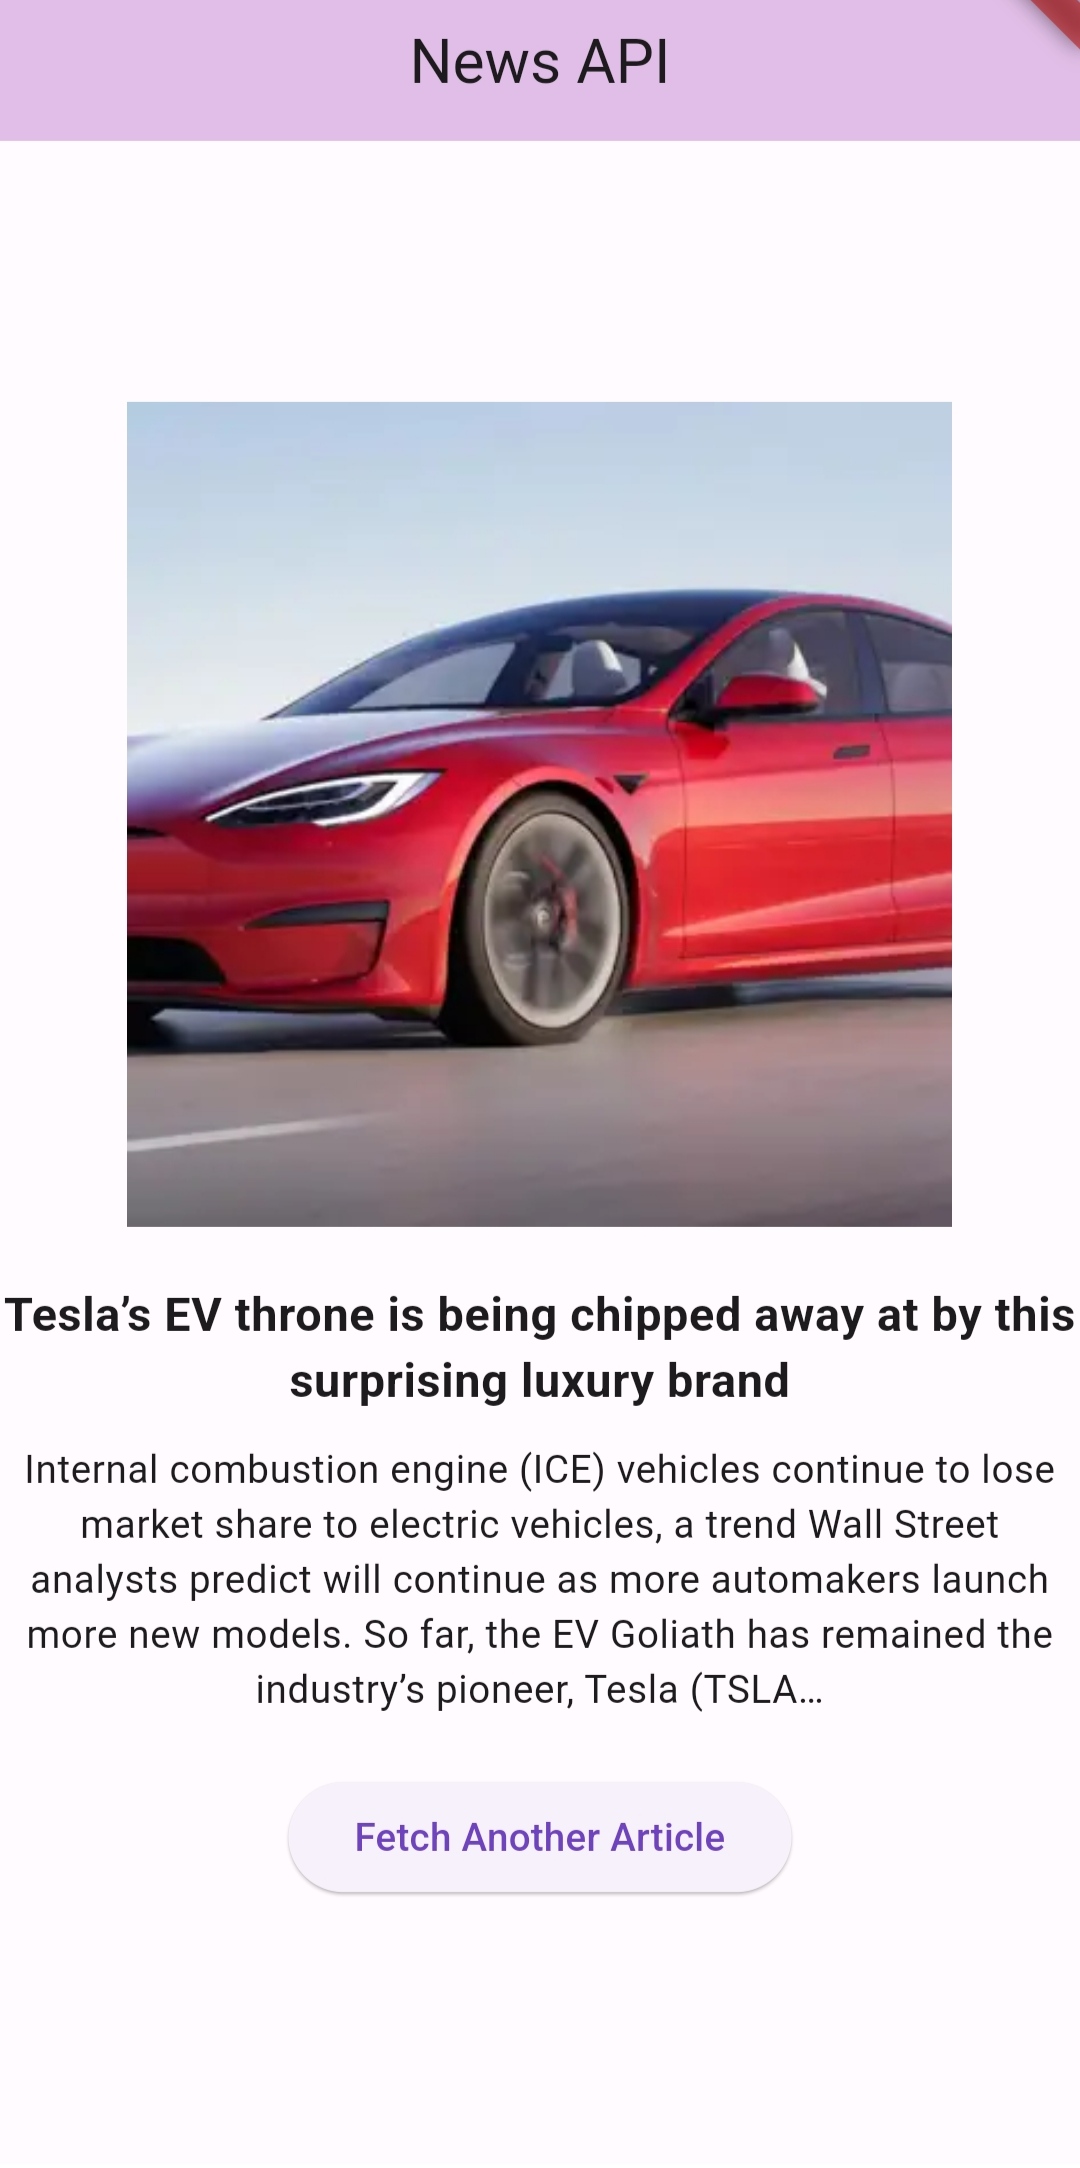 News API
Tesla’s EV throne is being chipped away at by this
surprising luxury brand
Internal combustion engine (ICE) vehicles continue to lose
market share to electric vehicles, a trend Wall Street
analysts predict will continue as more automakers launch
more new models. So far, the EV Goliath has remained the
industry’s pioneer, Tesla (TSLA…
Fetch Another Article